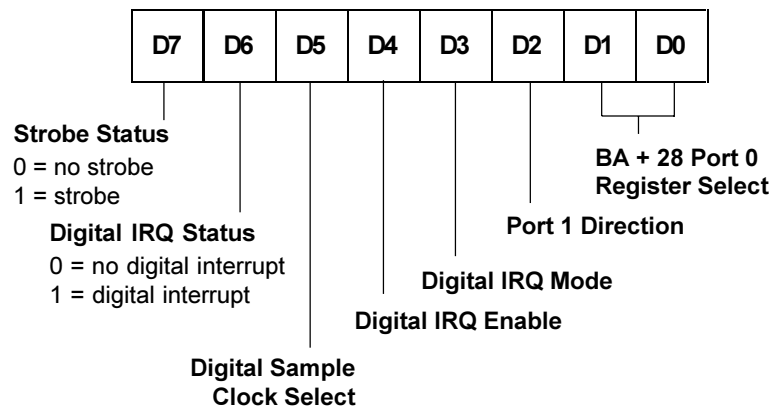 D7 D6 D5 D4 D3 D2 D1 D0
Strobe Status
0 = no strobe
1 = strobe
BA + 28 Port 0
Register Select
Digital IRQ Status
0 = no digital interrupt
1 = digital interrupt
Port 1 Direction
Digital IRQ Mode
Digital IRQ Enable
Digital Sample
Clock Select